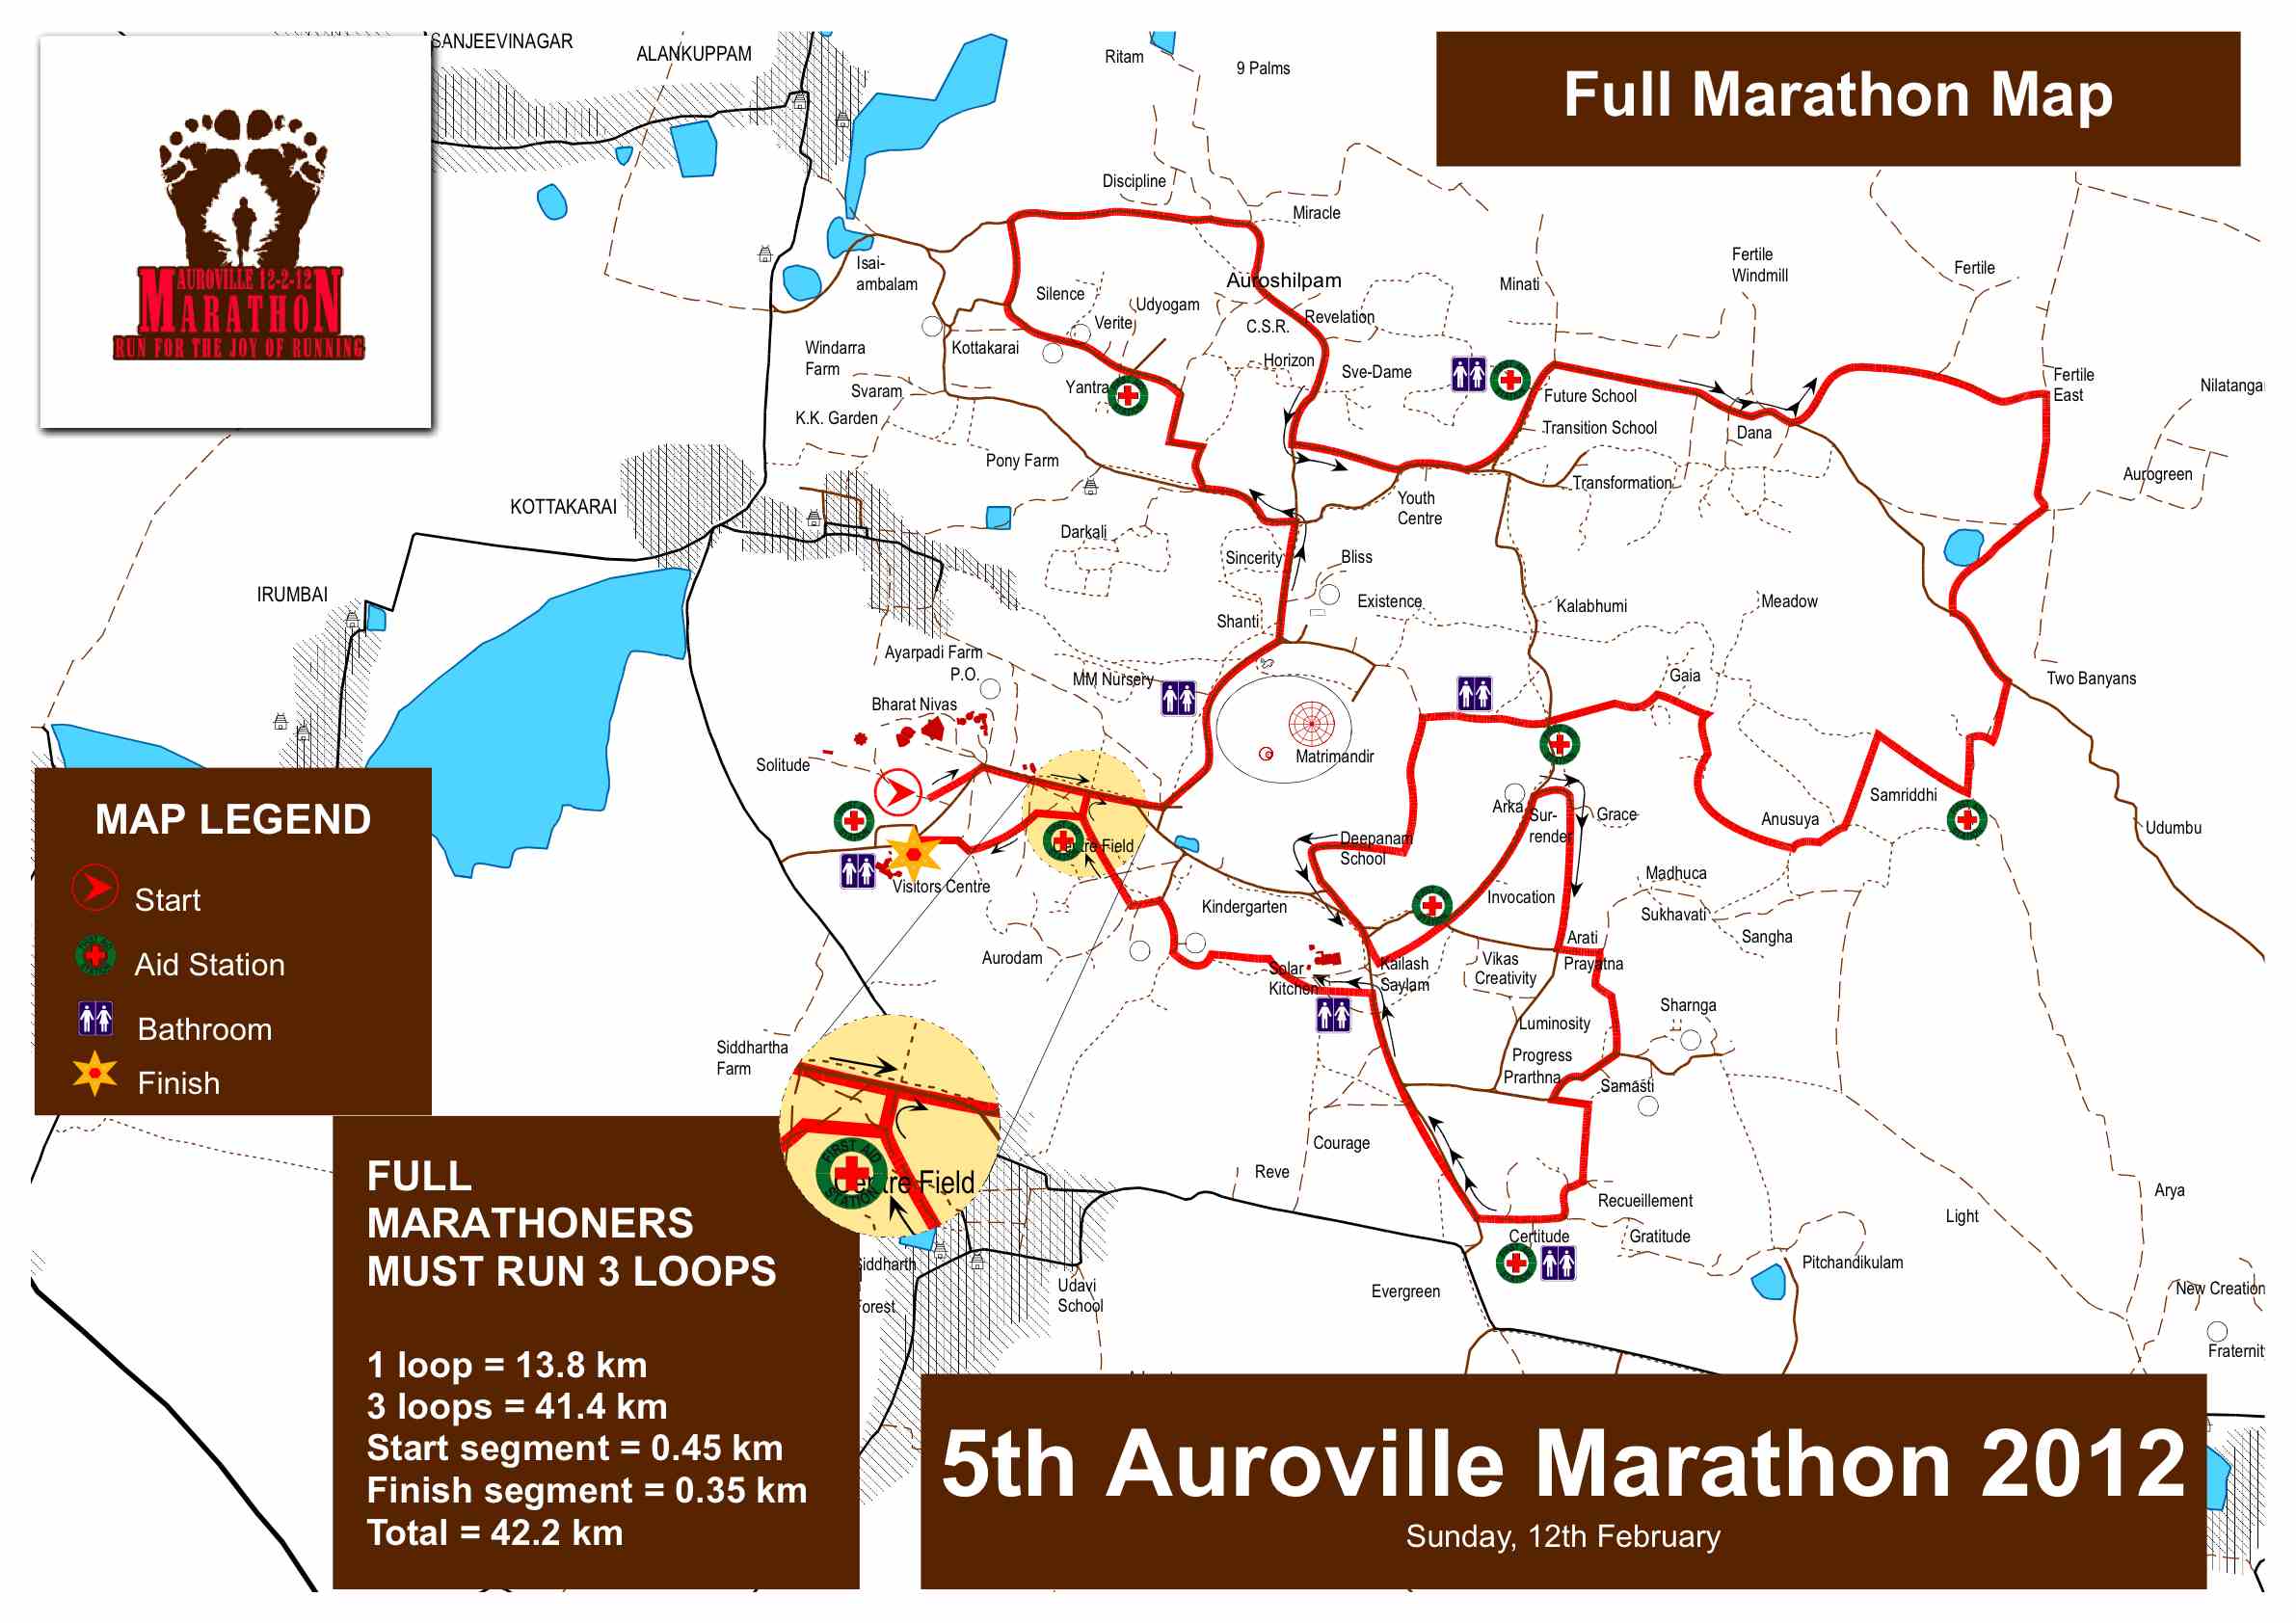 SANJEEVINAGAR
ALANKUPPAM
Ritam
9 Palms
Full Marathon Map
AUROVILLE 12-2-12
MARATHON
RUN FOR THE JOY OF RUNNING
Discipline
Miracle
Isai-
ambalam
Silence
Udyogam
Verite
Auroshilpam
C.S.R.
Revelation
Minati
Fertile
Windmill
Fertile
Windarra
Farm
Kottakarai
Horizon
Sve-Dame
Svaram
Yantra
Future School
Fertile
East
K.K. Garden
Transition School
Dana
Pony Farm
Transformation
Aurogreen
KOTTAKARAI
Youth
Centre
Darkali
Sincerity
Bliss
IRUMBAI
Existence
Kalabhumi
Meadow
Shanti
Ayarpadi Farm
P.O.
MM Nursery
Gaia
Two Banyans
Bharat Nivas
Solitude
Matrimandir
Arka
Sur-
render
Grace
Anusuya
Samriddhi
Udumbu
Deepanam
School
Centre Field
Visitors Centre
Kindergarten
Invocation
Madhuca
Sukhavati
Sangha
Aurodam
Arati
Solar
Kitchen
Kailash
Saylam
Vikas
Creativity
Prayatna
Sharnga
Luminosity
Siddhartha
Farm
Progress
Prarthna
Samasti
Courage
Reve
Recueillement
Certitude
Gratitude
Arya
Light
Pitchandikulam
Evergreen
Udavi
School
New Creation
Fraternit
Nilatanga
MAP LEGEND
Start
Aid Station
Bathroom
Finish
FIRST AID
STATION
Centre Field
Siddharth
Forest
FULL
MARATHONERS
MUST RUN 3 LOOPS
1 loop = 13.8 km
3 loops = 41.4 km
Start segment = 0.45 km
Finish segment = 0.35 km
Total = 42.2 km
5th Auroville Marathon 2012
Sunday, 12th February